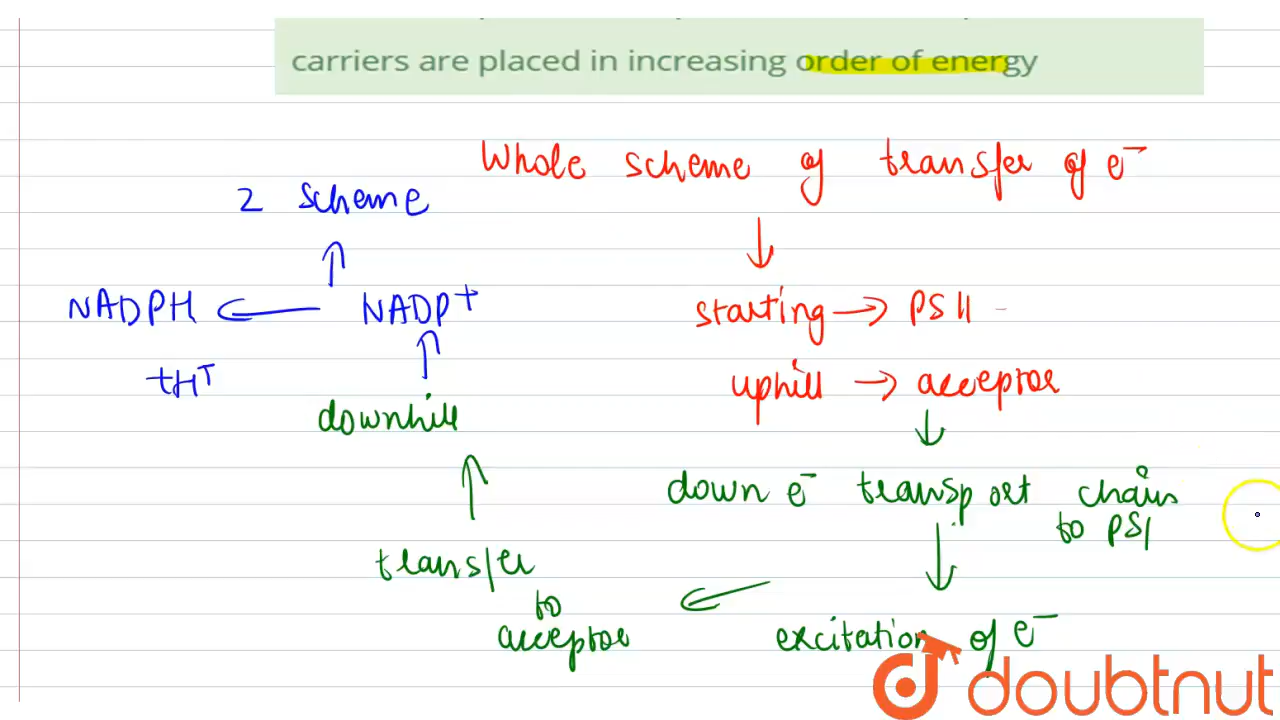 carriers are placed in increasing order of energy
Whole scheme of transfer of e⁻
↓
starting → PS II -
uphill → acceptor
↓
down e⁻ transport chain
to PS I
↓
excitation of e⁻
←
transfer
to
acceptor
↑
downhill
↑
NADPH ← NADP+
+H+
↑
Z scheme
doubtnut